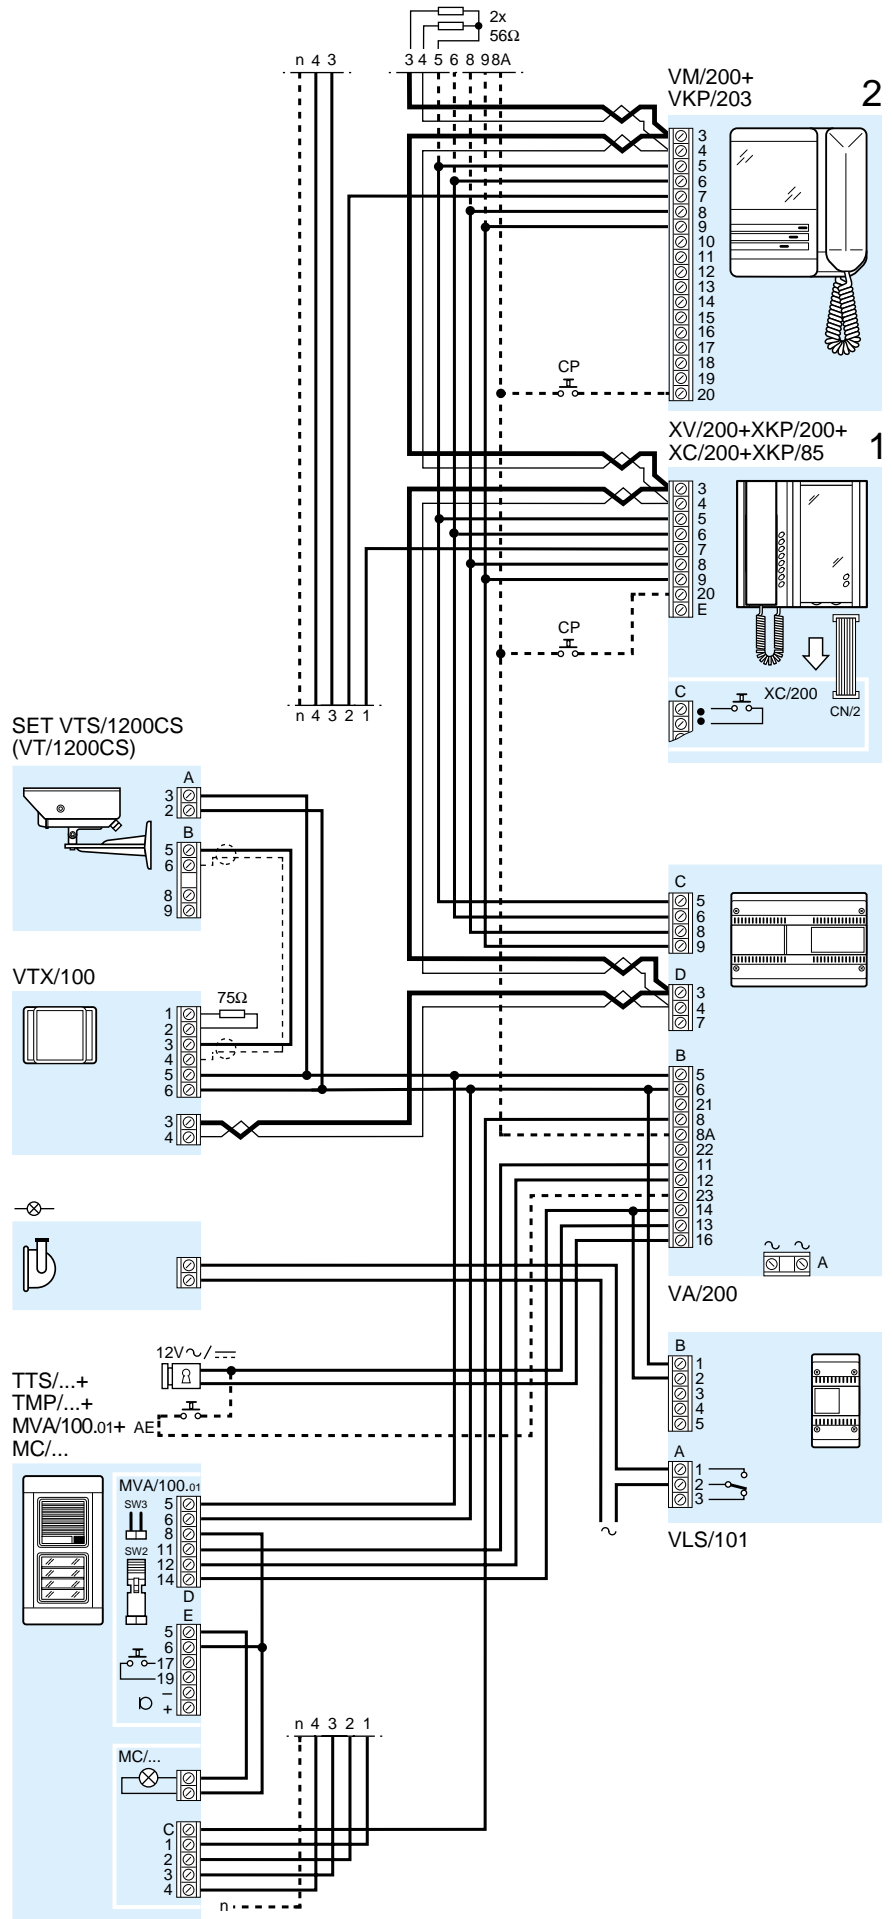 2x
56Ω
n 4 3
3 4 5 6 8 9 8A
VM/200+
VKP/203
2
3
4
5
6
7
8
9
10
11
12
13
14
15
16
17
18
19
20
CP
XV/200+XKP/200+
XC/200+XKP/85
1
3
4
5
6
7
8
9
20
E
CP
C
XC/200
CN/2
n 4 3 2 1
SET VTS/1200CS
(VT/1200CS)
A
3
2
B
5
6
8
9
C
5
6
8
9
D
3
4
7
VTX/100
75Ω
1
2
3
4
5
6
3
4
B
5
6
21
8
8A
22
11
12
23
14
13
16
A
VA/200
12V~/
TTS/...+
TMP/...+
MVA/100.01+ AE
MC/...
B
1
2
3
4
5
A
1
2
3
VLS/101
~
MVA/100.01
SW3
SW2
5
6
8
11
12
14
D
E
5
6
17
19
–
+
n 4 3 2 1
MC/...
C
1
2
3
4
n